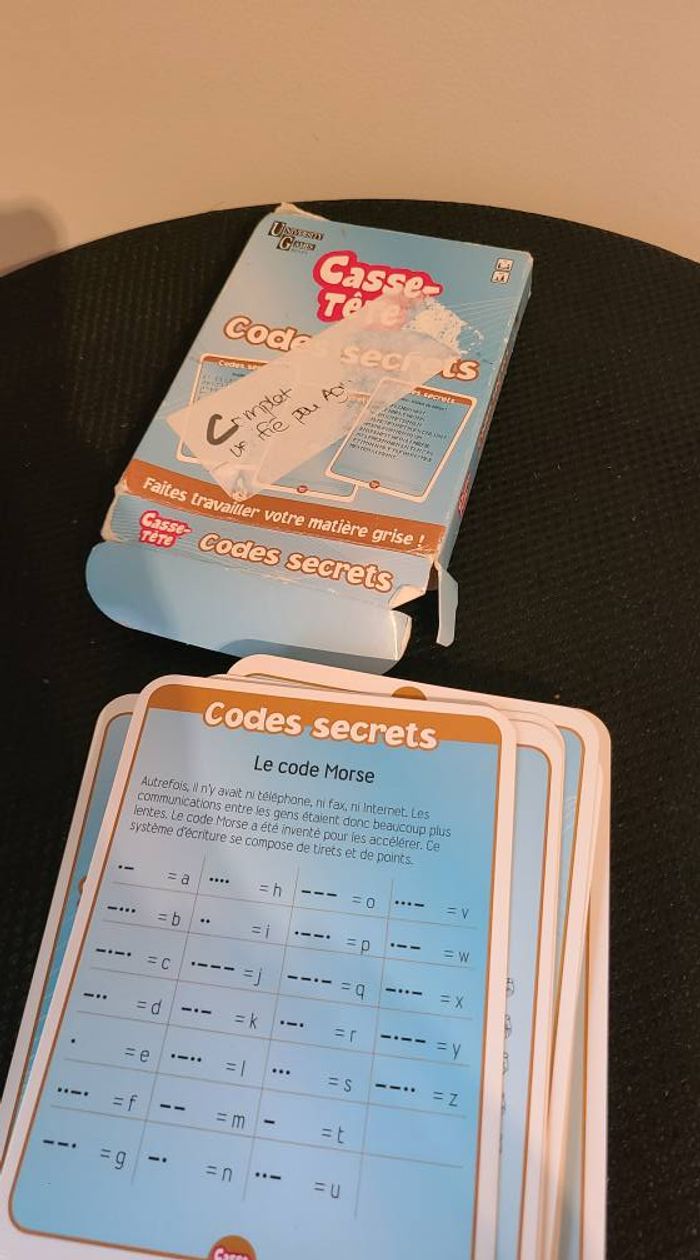 UNIVERSITY
GAMES
Casse-
Tête
Codes secrets
Complet
Faites travailler votre matière grise !
Casse-
Tête
Codes secrets
Codes secrets
Le code Morse
Autrefois, il n'y avait ni téléphone, ni fax, ni Internet. Les
communications entre les gens étaient donc beaucoup plus
lentes. Le code Morse a été inventé pour les accélérer. Ce
système d'écriture se compose de tirets et de points.
•– = a •••• = h ––– = o •••– = v
–••• = b •• = i •––• = p •–– = w
–•–• = c •––– = j ––•– = q –••– = x
–•• = d –•– = k •–• = r –•–– = y
• = e •–•• = l ••• = s ––•• = z
••–• = f –– = m – = t
––• = g –• = n ••– = u
Casse-